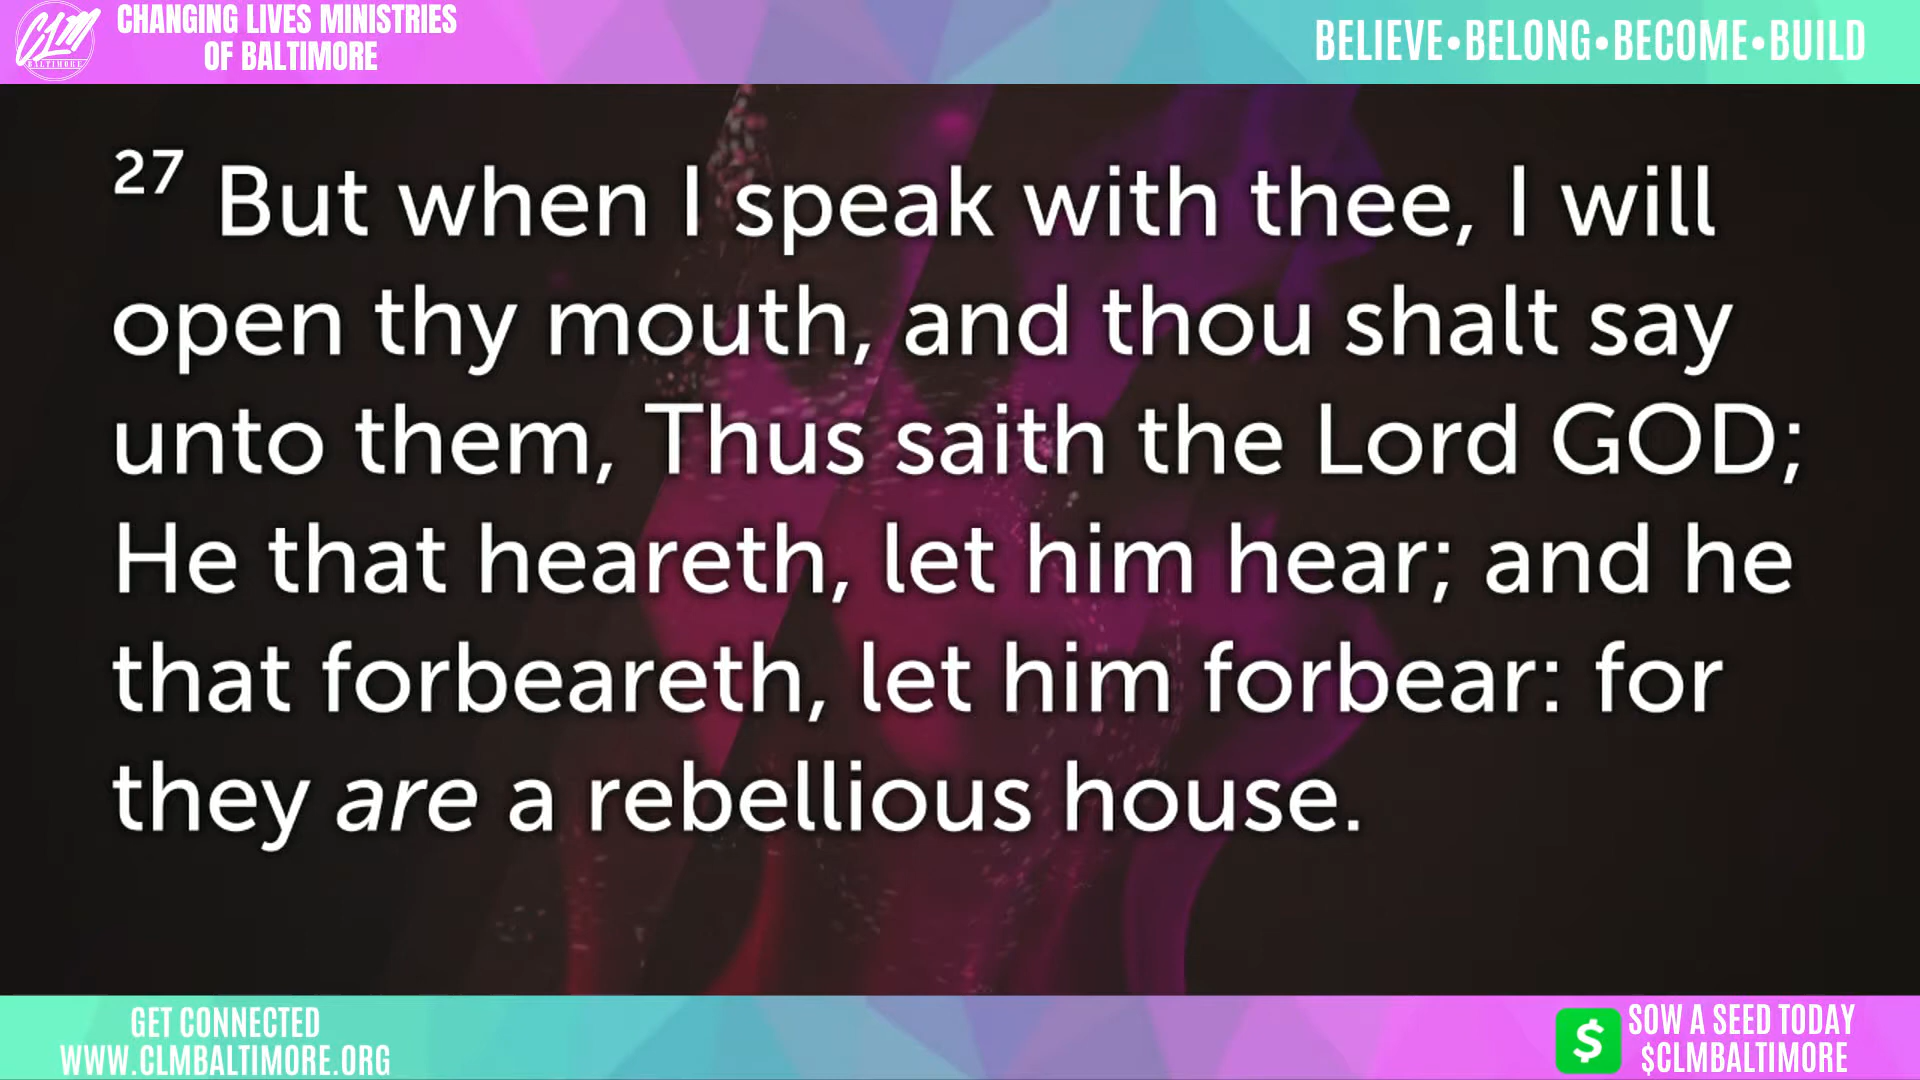 CLM
BALTIMORE
CHANGING LIVES MINISTRIES
OF BALTIMORE
BELIEVE•BELONG•BECOME•BUILD
27 But when I speak with thee, I will
open thy mouth, and thou shalt say
unto them, Thus saith the Lord GOD;
He that heareth, let him hear; and he
that forbeareth, let him forbear: for
they are a rebellious house.
GET CONNECTED
WWW.CLMBALTIMORE.ORG
$
SOW A SEED TODAY
$CLMBALTIMORE